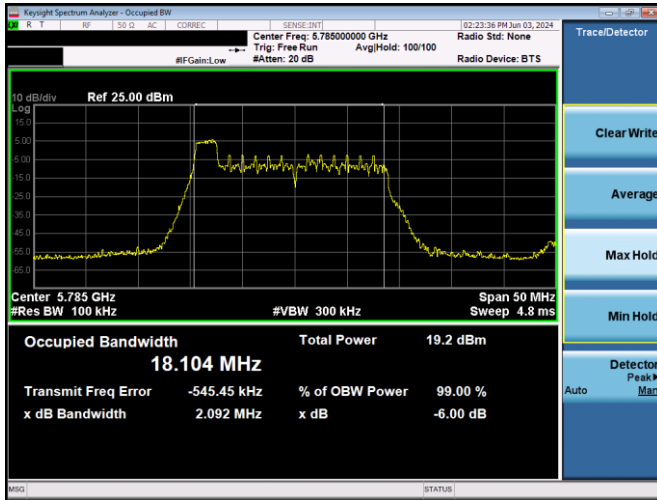 Keysight Spectrum Analyzer - Occupied BW
R T RF 50 Ω AC CORREC SENSE:INT 02:23:36 PM Jun 03, 2024
Center Freq: 5.785000000 GHz Radio Std: None
Trig: Free Run Avg|Hold: 100/100
#IFGain:Low #Atten: 20 dB Radio Device: BTS
Trace/Detector
10 dB/div Ref 25.00 dBm
Log
15.0
5.00
-5.00
-15.0
-25.0
-35.0
-45.0
-55.0
-65.0
Center 5.785 GHz Span 50 MHz
#Res BW 100 kHz #VBW 300 kHz Sweep 4.8 ms
Occupied Bandwidth Total Power 19.2 dBm
18.104 MHz
Transmit Freq Error -545.45 kHz % of OBW Power 99.00 %
x dB Bandwidth 2.092 MHz x dB -6.00 dB
Clear Write
Average
Max Hold
Min Hold
Detector
Peak
Auto Man
MSG STATUS